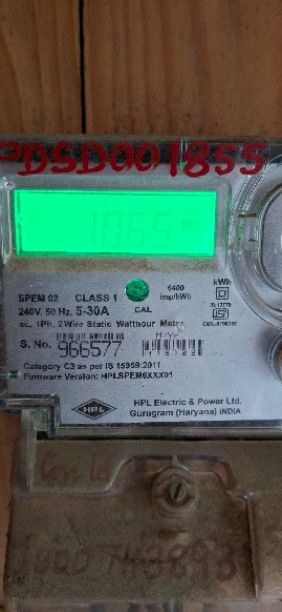 PDSD001855
1065
kWh
SPEM 02 CLASS 1 6400 kWh
240V, 50 Hz, 5-30A CAL imp/kWh
ac, 1Ph, 2Wire Static Watthour Meter
S. No. 966577
Category C3 as per IS 15959:2011
Firmware Version: HPLSPEM6XXX01
HPL
HPL Electric & Power Ltd.
Gurugram (Haryana) INDIA